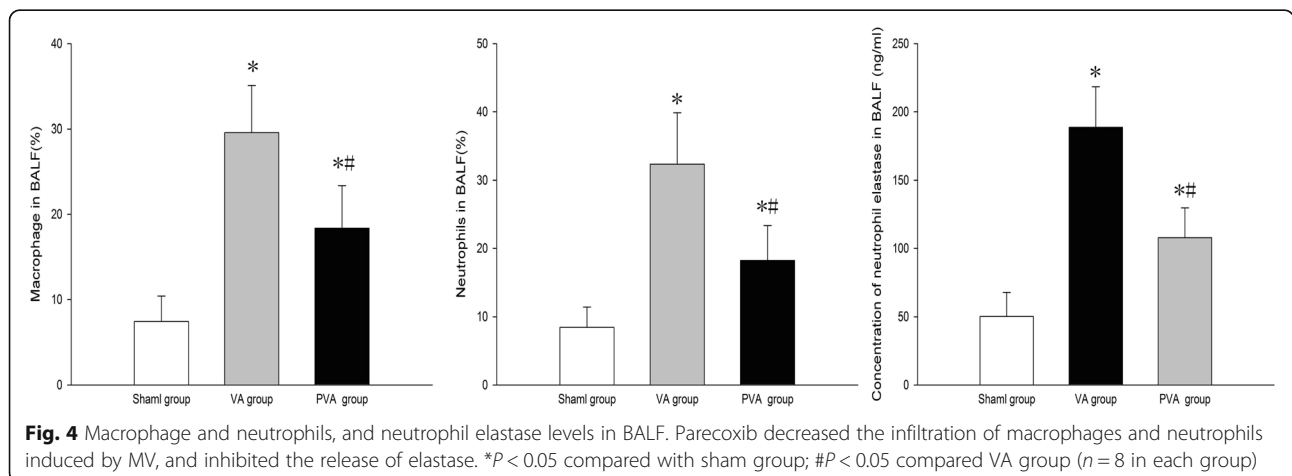 40
30
20
10
0
Macrophage in BALF(%)
*
*#
Shaml group VA group PVA group
50
40
30
20
10
0
Neutrophils in BALF(%)
*
*#
Shaml group VA group PVA group
250
200
150
100
50
0
Concentration of neutrophil elastase in BALF (ng/ml)
*
*#
Shaml group VA group PVA group
Fig. 4 Macrophage and neutrophils, and neutrophil elastase levels in BALF. Parecoxib decreased the infiltration of macrophages and neutrophils
induced by MV, and inhibited the release of elastase. *P < 0.05 compared with sham group; #P < 0.05 compared VA group (n = 8 in each group)